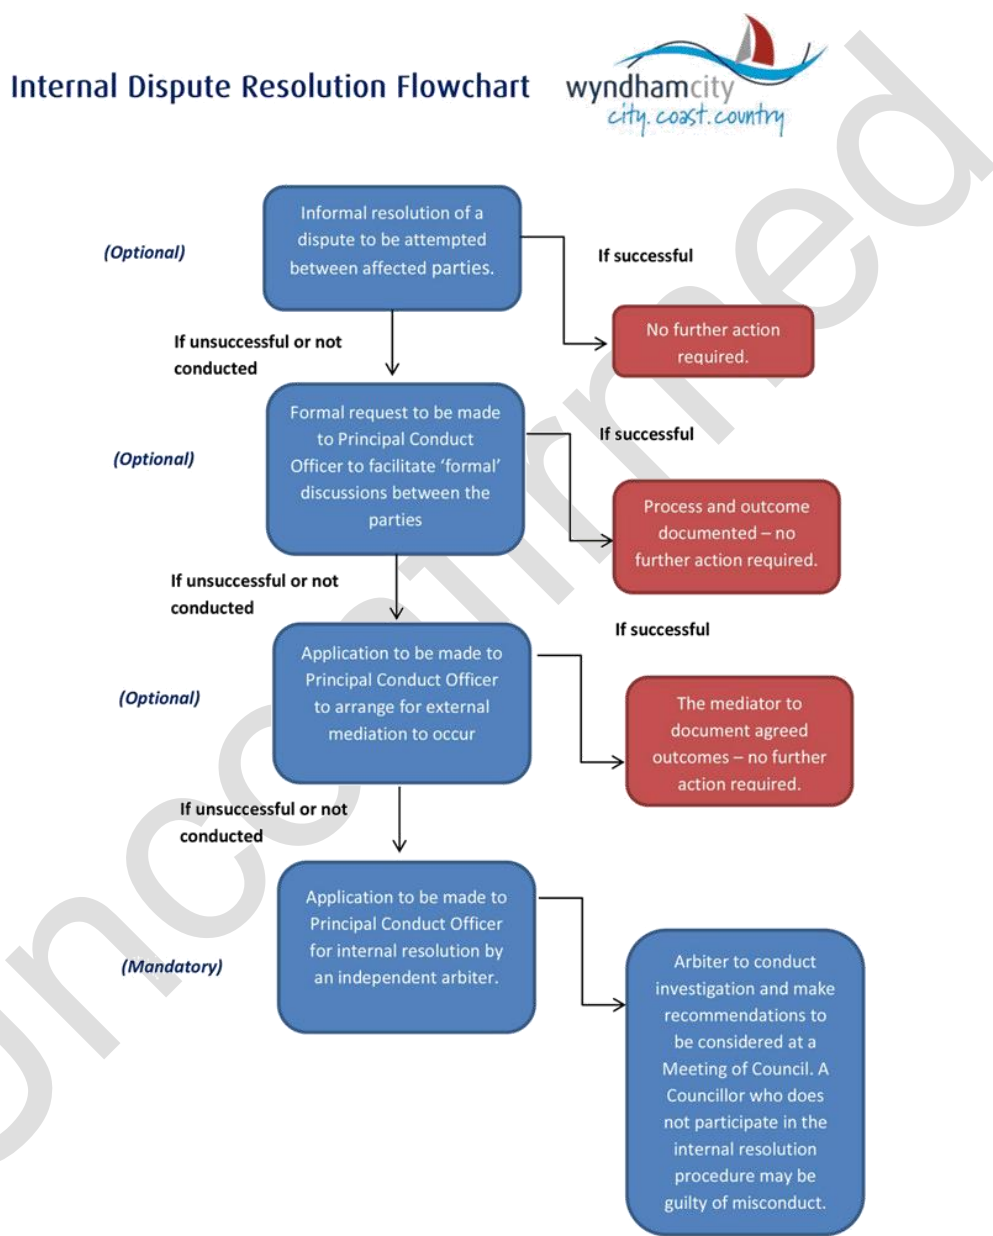 Internal Dispute Resolution Flowchart
wyndhamcity
city. coast. country
Informal resolution of a
dispute to be attempted
between affected parties.
(Optional)
If successful
No further action
required.
If unsuccessful or not
conducted
Formal request to be made
to Principal Conduct
Officer to facilitate ‘formal’
discussions between the
parties
(Optional)
If successful
Process and outcome
documented – no
further action required.
If unsuccessful or not
conducted
Application to be made to
Principal Conduct Officer
to arrange for external
mediation to occur
(Optional)
If successful
The mediator to
document agreed
outcomes – no further
action required.
If unsuccessful or not
conducted
Application to be made to
Principal Conduct Officer
for internal resolution by
an independent arbiter.
(Mandatory)
Arbiter to conduct
investigation and make
recommendations to
be considered at a
Meeting of Council. A
Councillor who does
not participate in the
internal resolution
procedure may be
guilty of misconduct.
Unconfirmed